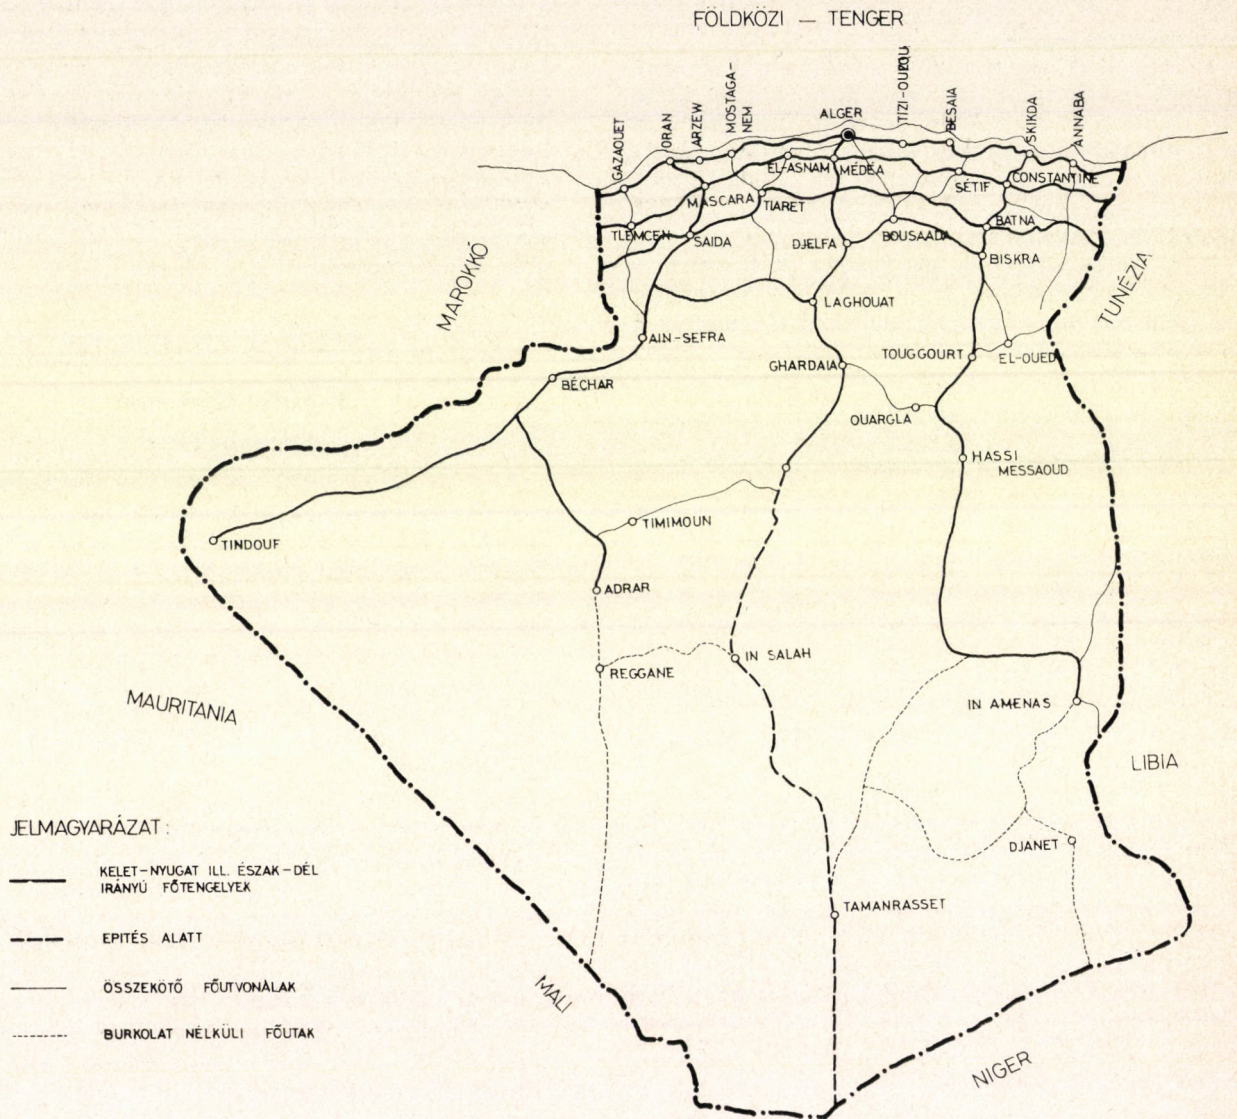 FÖLDKÖZI — TENGER
GAZAOUET
ORAN
ARZEW
MOSTAGA-
NEM
ALGER
BESAIA
SKIKDA
ANNABA
EL-ASNAM
MÉDÉA
SÉTIF
CONSTANTINE
MASCARA
TIARET
TLEMCEN
SAIDA
DJELFA
BOUSAADA
BATNA
BISKRA
MAROKKÓ
TUNÉZIA
LAGHOUAT
AIN-SEFRA
GHARDAIA
TOUGGOURT
EL-OUED
BÉCHAR
OUARGLA
HASSI
MESSAOUD
TIMIMOUN
TINDOUF
ADRAR
IN SALAH
REGGANE
MAURITANIA
IN AMENAS
LIBIA
JELMAGYARÁZAT:
DJANET
KELET-NYUGAT ILL. ÉSZAK-DÉL
IRÁNYÚ FŐTENGELYEK
TAMANRASSET
EPITÉS ALATT
ÖSSZEKÖTŐ FŐUTVONALAK
MALI
BURKOLAT NÉLKÜLI FŐUTAK
NIGER